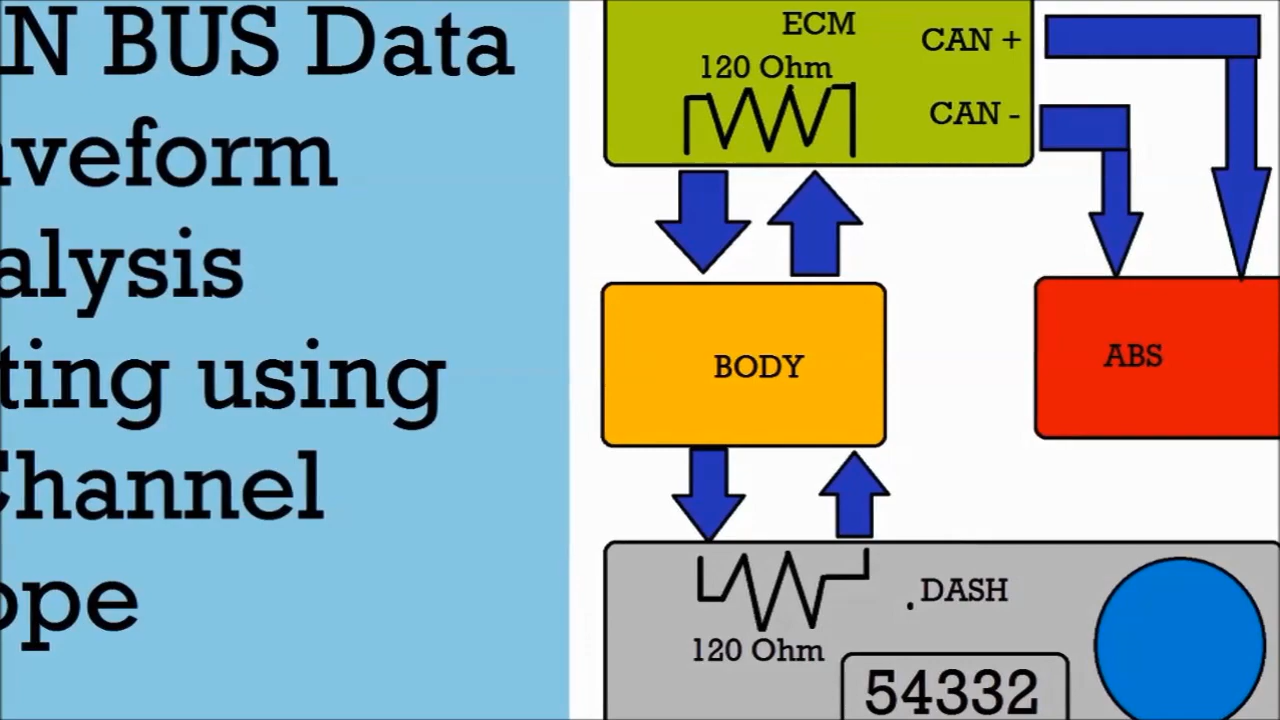 N BUS Data
veform
alysis
ting using
Channel
ope
ECM
CAN +
120 Ohm
CAN -
BODY
ABS
DASH
120 Ohm
54332